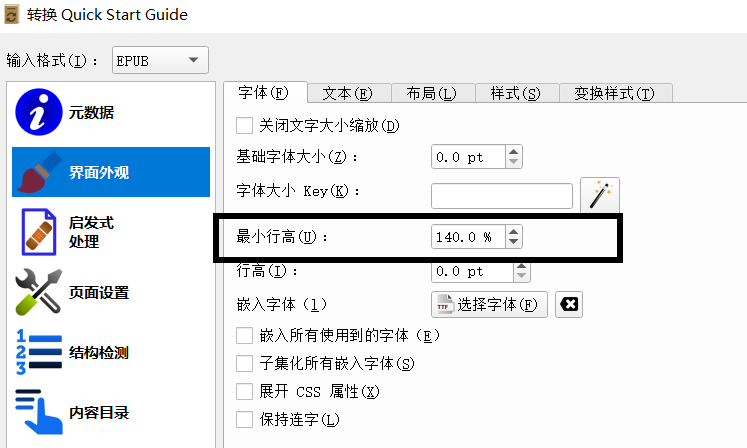 转换 Quick Start Guide
输入格式(I)： EPUB
元数据
界面外观
启发式
处理
页面设置
结构检测
内容目录
字体(F) 文本(E) 布局(L) 样式(S) 变换样式(T)
关闭文字大小缩放(D)
基础字体大小(Z)： 0.0 pt
字体大小 Key(K)：
最小行高(U)： 140.0 %
行高(I)： 0.0 pt
嵌入字体（l） TTF 选择字体(F)
嵌入所有使用到的字体（E）
子集化所有嵌入字体(S)
展开 CSS 属性(X)
保持连字(L)